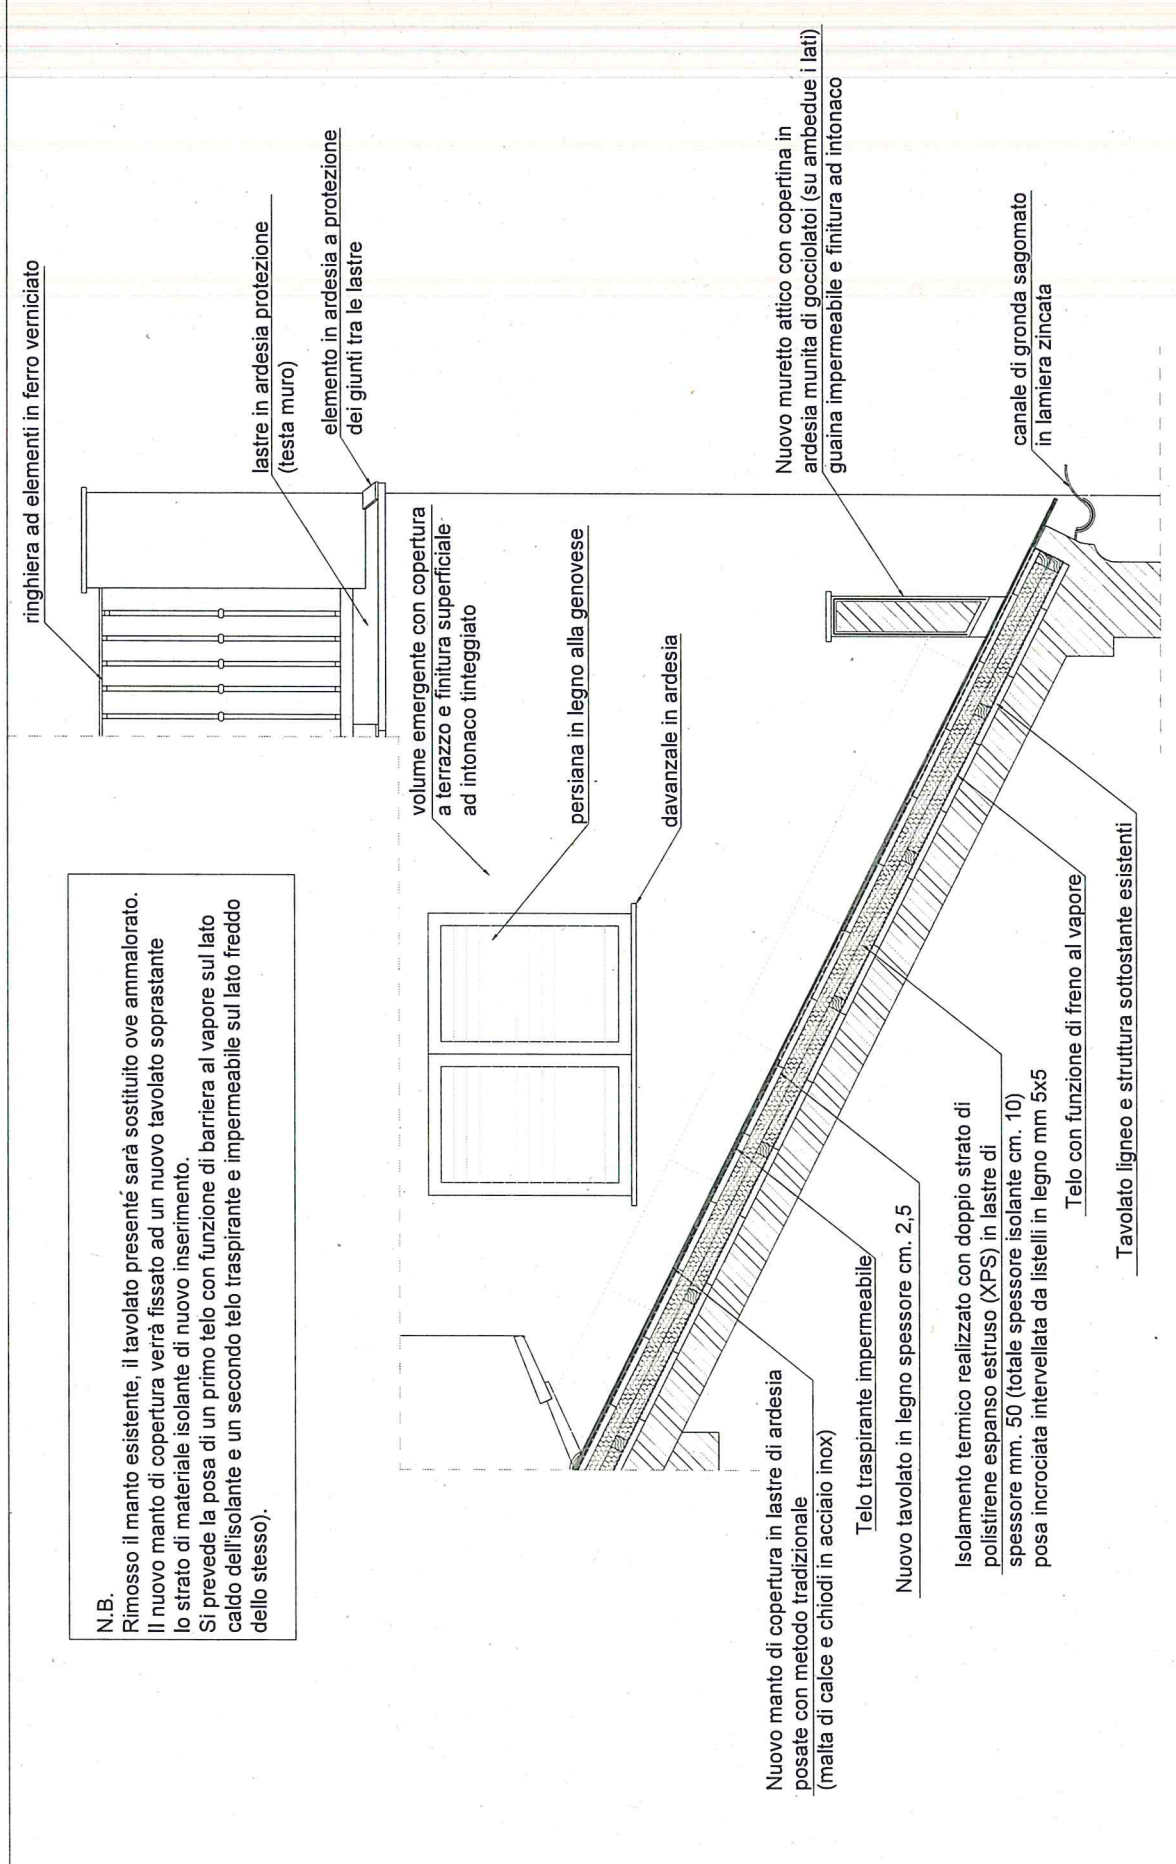 N.B.
Rimosso il manto esistente, il tavolato presente sarà sostituito ove ammalorato.
Il nuovo manto di copertura verrà fissato ad un nuovo tavolato soprastante
lo strato di materiale isolante di nuovo inserimento.
Si prevede la posa di un primo telo con funzione di barriera al vapore sul lato
caldo dell'isolante e un secondo telo traspirante e impermeabile sul lato freddo
dello stesso).
ringhiera ad elementi in ferro verniciato
lastre in ardesia protezione
(testa muro)
elemento in ardesia a protezione
dei giunti tra le lastre
volume emergente con copertura
a terrazzo e finitura superficiale
ad intonaco tinteggiato
persiana in legno alla genovese
davanzale in ardesia
Nuovo muretto attico con copertina in
ardesia munita di gocciolatoi (su ambedue i lati)
guaina impermeabile e finitura ad intonaco
canale di gronda sagomato
in lamiera zincata
Nuovo manto di copertura in lastre di ardesia
posate con metodo tradizionale
(malta di calce e chiodi in acciaio inox)
Telo traspirante impermeabile
Nuovo tavolato in legno spessore cm. 2,5
Isolamento termico realizzato con doppio strato di
polistirene espanso estruso (XPS) in lastre di
spessore mm. 50 (totale spessore isolante cm. 10)
posa incrociata intervellata da listelli in legno mm 5x5
Telo con funzione di freno al vapore
Tavolato ligneo e struttura sottostante esistenti